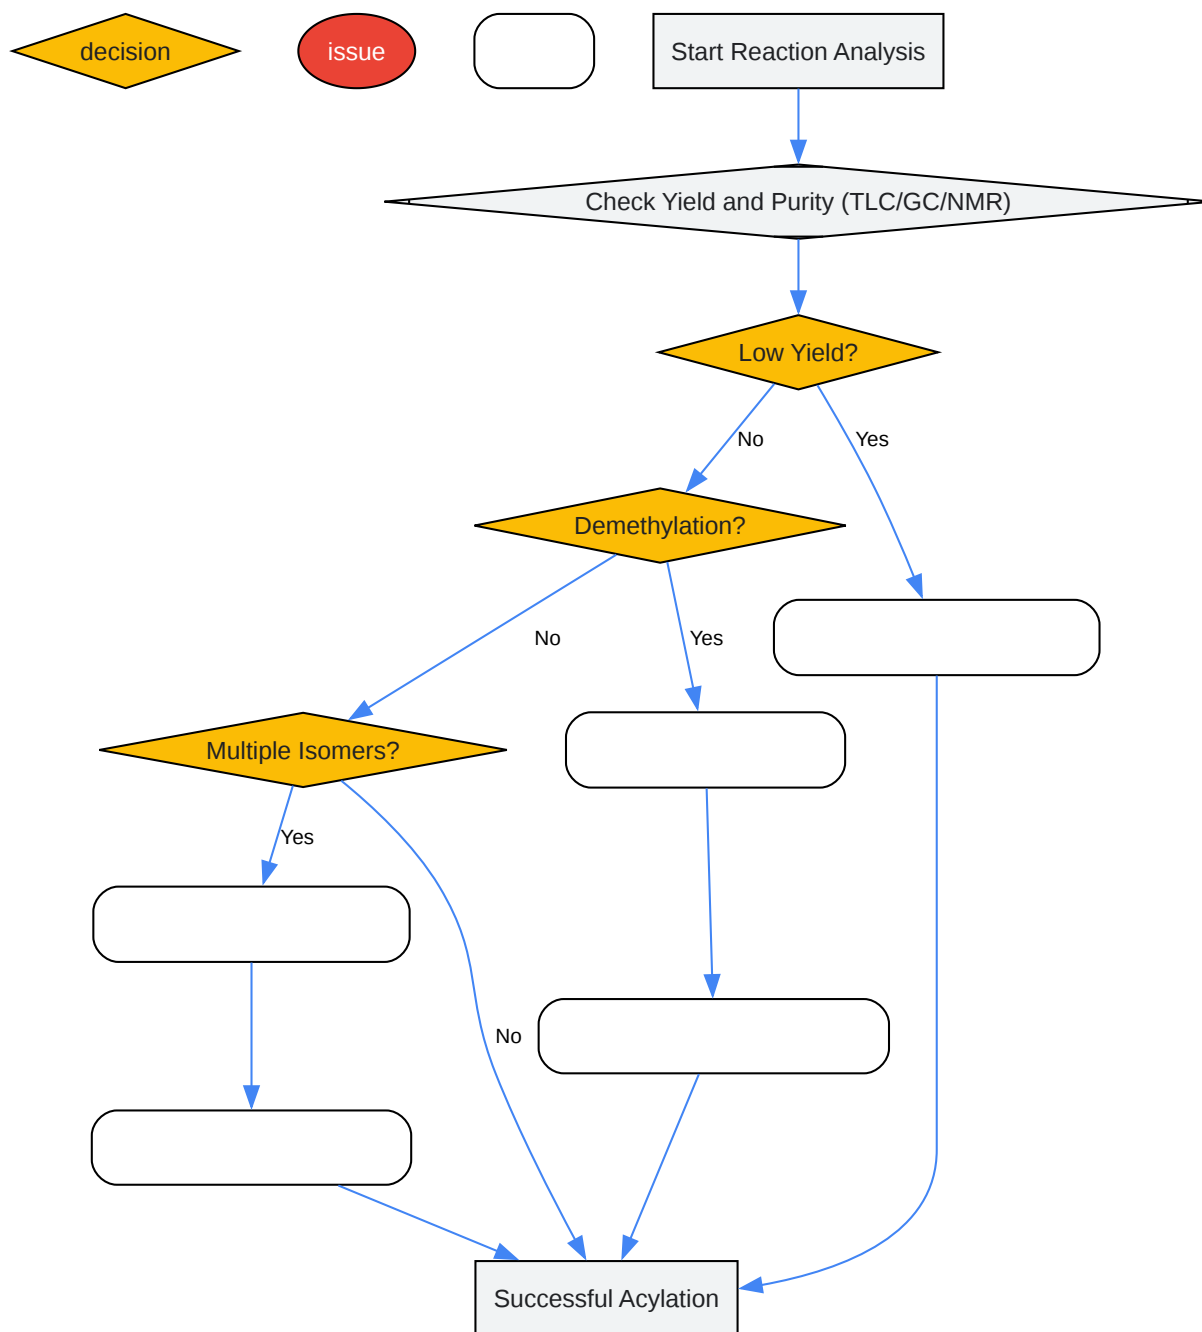 decision
issue
Start Reaction Analysis
Check Yield and Purity (TLC/GC/NMR)
Low Yield?
No
Yes
Demethylation?
No
Yes
Multiple Isomers?
Yes
No
Successful Acylation